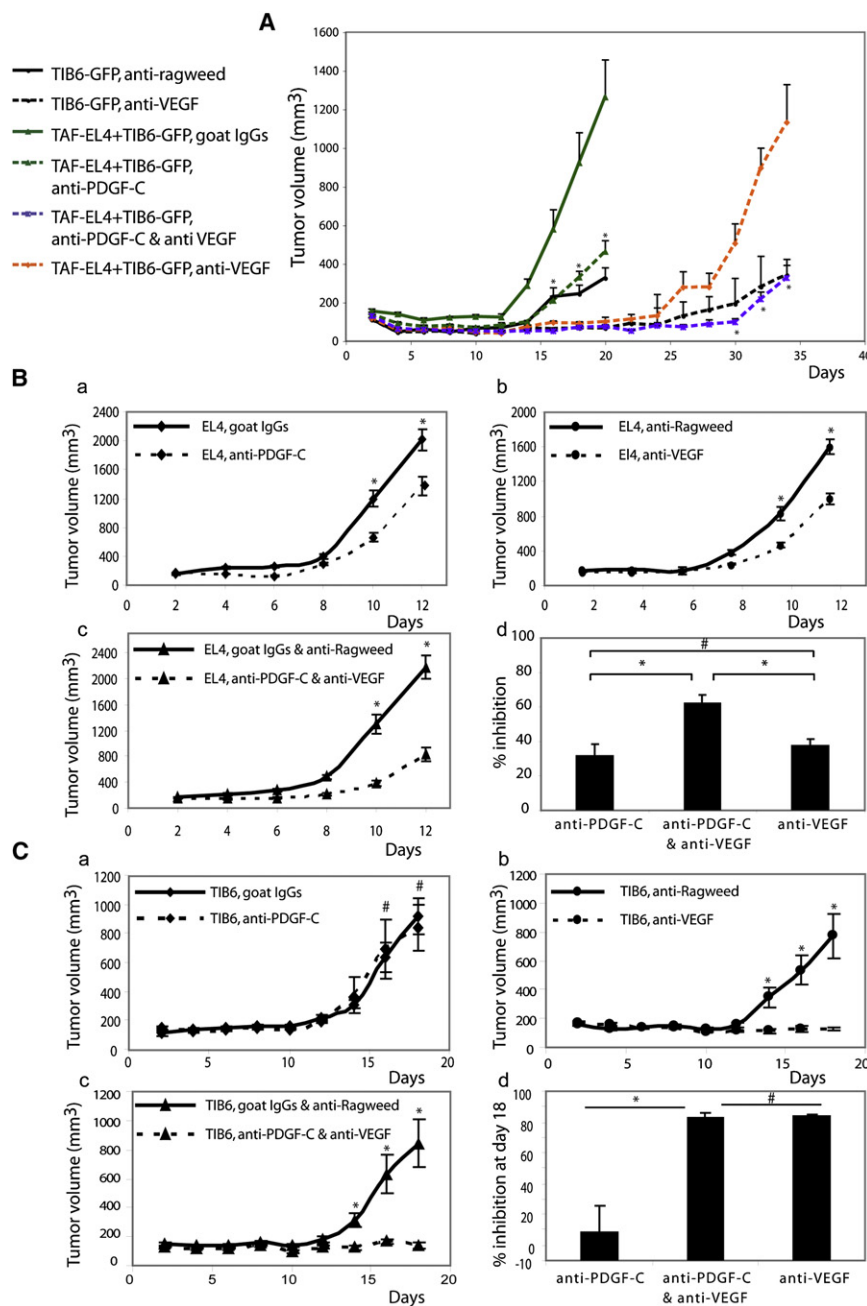 A
TIB6-GFP, anti-ragweed
TIB6-GFP, anti-VEGF
TAF-EL4+TIB6-GFP, goat IgGs
TAF-EL4+TIB6-GFP,
anti-PDGF-C
TAF-EL4+TIB6-GFP,
anti-PDGF-C & anti VEGF
TAF-EL4+TIB6-GFP, anti-VEGF
Tumor volume (mm3)
1600
1400
1200
1000
800
600
400
200
0
* * *
* * *
0 5 10 15 20 25 30 35 40
Days
B
a
Tumor volume (mm3)
2400
2000
1600
1200
800
400
0
EL4, goat IgGs
EL4, anti-PDGF-C
* *
0 2 4 6 8 10 12
Days
b
Tumor volume (mm3)
2000
1600
1200
800
400
0
EL4, anti-Ragweed
El4, anti-VEGF
* *
0 2 4 6 8 10 12
Days
c
Tumor volume (mm3)
2200
2000
1600
1200
800
400
0
EL4, goat IgGs & anti-Ragweed
EL4, anti-PDGF-C & anti-VEGF
* *
0 2 4 6 8 10 12
Days
d
% inhibition
100
80
60
40
20
0
#
* *
anti-PDGF-C
anti-PDGF-C
& anti-VEGF
anti-VEGF
C
a
Tumor volume (mm3)
1200
1000
800
600
400
200
0
TIB6, goat IgGs
TIB6, anti-PDGF-C
# #
0 5 10 15 20
Days
b
Tumor volume (mm3)
1200
1000
800
600
400
200
0
TIB6, anti-Ragweed
TIB6, anti-VEGF
* * *
0 5 10 15 20
Days
c
Tumor volume (mm3)
1200
1000
800
600
400
200
0
TIB6, goat IgGs & anti-Ragweed
TIB6, anti-PDGF-C & anti-VEGF
* * *
0 5 10 15 20
Days
d
% inhibition at day 18
100
80
60
40
20
0
-10
* #
anti-PDGF-C
anti-PDGF-C
& anti-VEGF
anti-VEGF